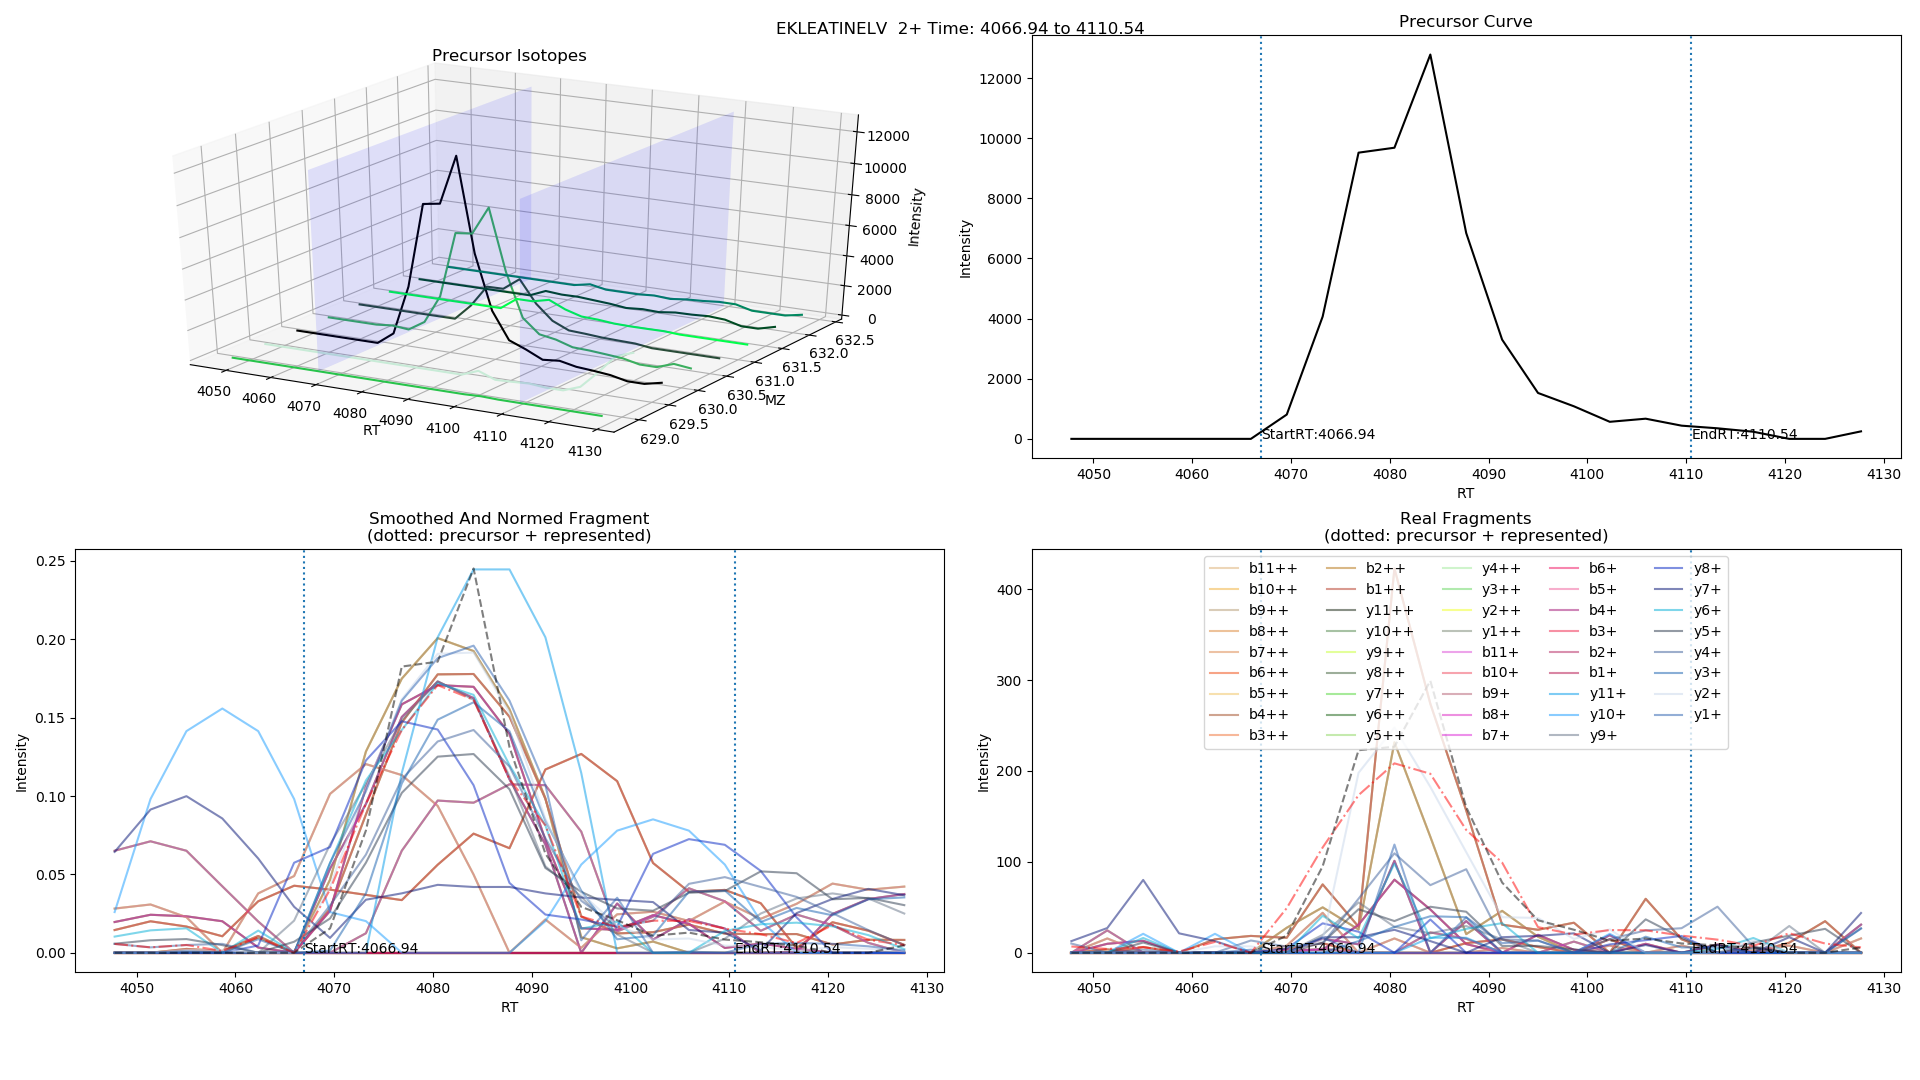 EKLEATINELV 2+ Time: 4066.94 to 4110.54
Precursor Isotopes
12000
10000
8000
6000
4000
2000
0
Intensity
4050
4060
4070
4080
4090
4100
4110
4120
4130
RT
629.0
629.5
630.0
630.5
631.0
631.5
632.0
632.5
MZ
Precursor Curve
12000
10000
8000
6000
4000
2000
0
Intensity
StartRT:4066.94
EndRT:4110.54
4050 4060 4070 4080 4090 4100 4110 4120 4130
RT
Smoothed And Normed Fragment
(dotted: precursor + represented)
0.25
0.20
0.15
0.10
0.05
0.00
Intensity
StartRT:4066.94
EndRT:4110.54
4050 4060 4070 4080 4090 4100 4110 4120 4130
RT
Real Fragments
(dotted: precursor + represented)
400
300
200
100
0
Intensity
b11++ b2++ y4++ b6+ y8+
b10++ b1++ y3++ b5+ y7+
b9++ y11++ y2++ b4+ y6+
b8++ y10++ y1++ b3+ y5+
b7++ y9++ b11+ b2+ y4+
b6++ y8++ b10+ b1+ y3+
b5++ y7++ b9+ y11+ y2+
b4++ y6++ b8+ y10+ y1+
b3++ y5++ b7+ y9+
StartRT:4066.94
EndRT:4110.54
4050 4060 4070 4080 4090 4100 4110 4120 4130
RT